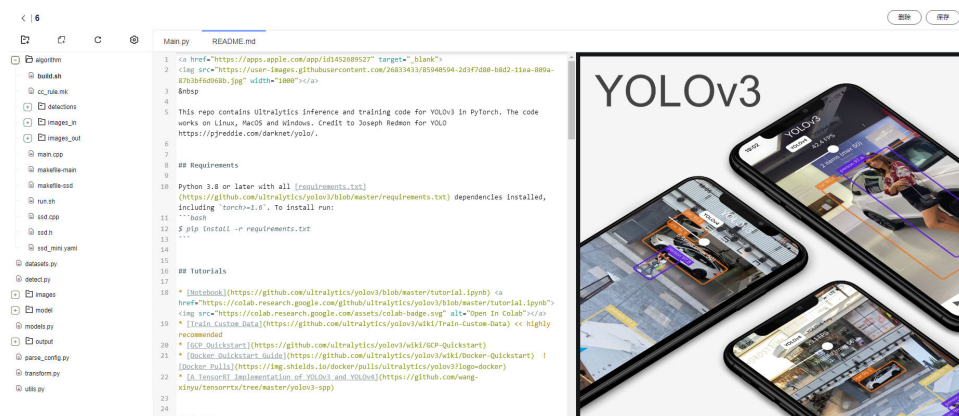 6
删除
保存
Main.py
README.md
algorithm
build.sh
cc_rule.mk
detections
images_in
images_out
main.cpp
makefile-main
makefile-ssd
run.sh
ssd.cpp
ssd.h
ssd_mini.yaml
datasets.py
detect.py
images
model
models.py
output
parse_config.py
transform.py
utils.py
1 <a href="https://apps.apple.com/app/id1452689527" target="_blank">
2 <img src="https://user-images.githubusercontent.com/26833433/85940594-2d3f7d80-b8d2-11ea-809a-
87b3bf6d968b.jpg" width="1000"></a>
3 &nbsp
4
5 This repo contains Ultralytics inference and training code for YOLOv3 in PyTorch. The code
works on Linux, MacOS and Windows. Credit to Joseph Redmon for YOLO
https://pjreddie.com/darknet/yolo/.
6
7
8 ## Requirements
9
10 Python 3.8 or later with all [requirements.txt]
(https://github.com/ultralytics/yolov3/blob/master/requirements.txt) dependencies installed,
including `torch>=1.6`. To install run:
11 ```bash
12 $ pip install -r requirements.txt
13 ```
14
15
16 ## Tutorials
17
18 * [Notebook](https://github.com/ultralytics/yolov3/blob/master/tutorial.ipynb) <a
href="https://colab.research.google.com/github/ultralytics/yolov3/blob/master/tutorial.ipynb">
<img src="https://colab.research.google.com/assets/colab-badge.svg" alt="Open In Colab"></a>
19 * [Train Custom Data](https://github.com/ultralytics/yolov3/wiki/Train-Custom-Data) << highly
recommended
20 * [GCP Quickstart](https://github.com/ultralytics/yolov3/wiki/GCP-Quickstart)
21 * [Docker Quickstart Guide](https://github.com/ultralytics/yolov3/wiki/Docker-Quickstart) !
[Docker Pulls](https://img.shields.io/docker/pulls/ultralytics/yolov3?logo=docker)
22 * [A TensorRT Implementation of YOLOv3 and YOLOv4](https://github.com/wang-
xinyu/tensorrtx/tree/master/yolov3-spp)
23
24
YOLOv3
19:02
YOLOv3
YOLOv4
42.4 FPS
2 items (max 50)